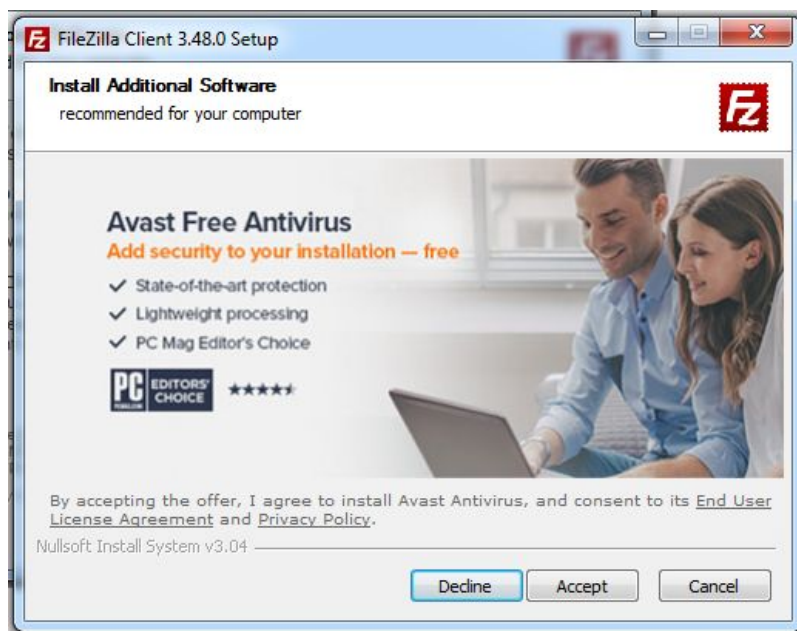 FileZilla Client 3.48.0 Setup
Install Additional Software
recommended for your computer
Fz
Avast Free Antivirus
Add security to your installation — free
State-of-the-art protection
Lightweight processing
PC Mag Editor's Choice
PC EDITORS'
CHOICE
By accepting the offer, I agree to install Avast Antivirus, and consent to its End User
License Agreement and Privacy Policy.
Nullsoft Install System v3.04
Decline Accept Cancel